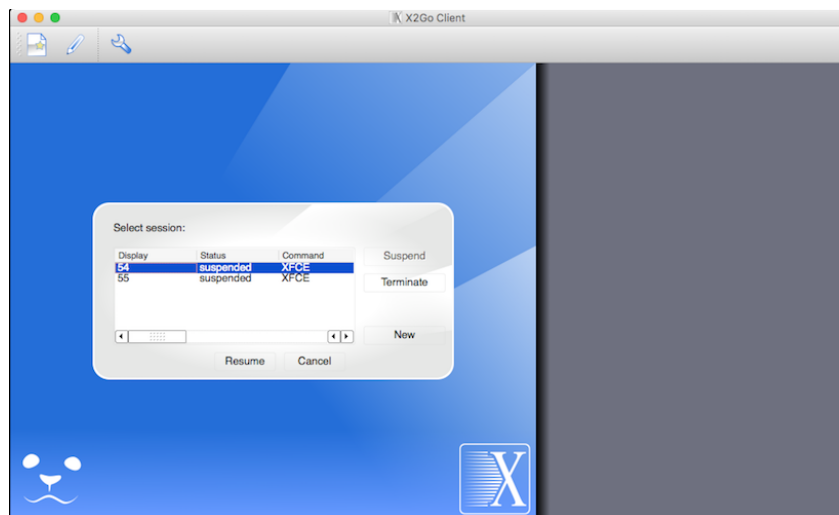 X2Go Client
Select session:
Display Status Command
54 suspended XFCE
55 suspended XFCE
Suspend
Terminate
New
Resume Cancel
X